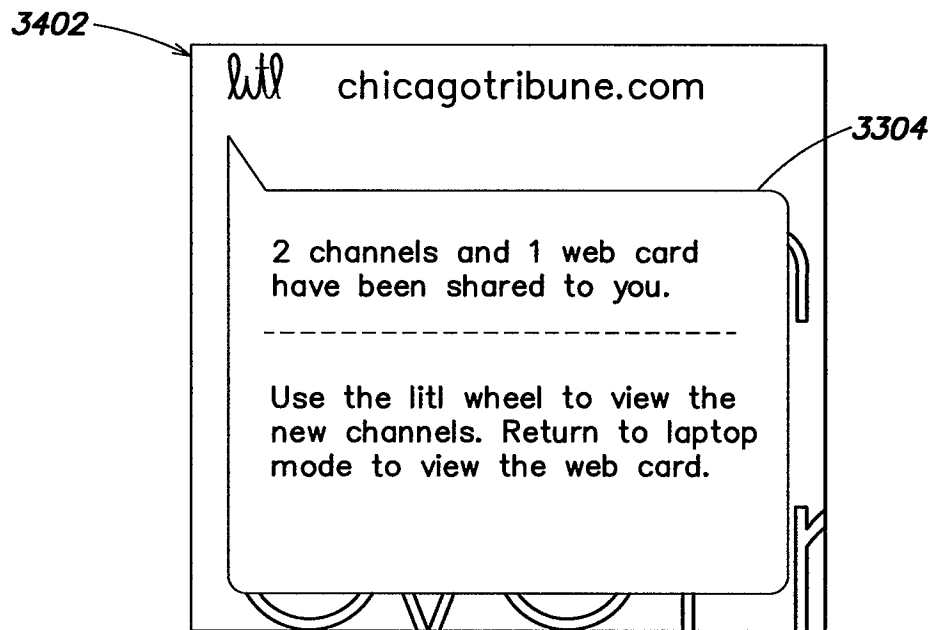 3402
litl chicagotribune.com
3304
2 channels and 1 web card
have been shared to you.
Use the litl wheel to view the
new channels. Return to laptop
mode to view the web card.